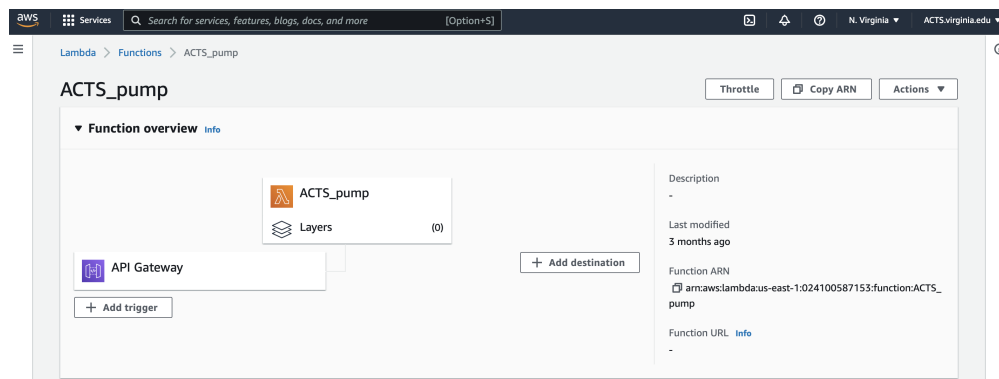 aws Services Search for services, features, blogs, docs, and more [Option+S] N. Virginia ▼ ACTS.virginia.edu ▼
Lambda > Functions > ACTS_pump
ACTS_pump
Throttle Copy ARN Actions ▼
▼ Function overview Info
ACTS_pump
Layers (0)
API Gateway
+ Add trigger
+ Add destination
Description
-
Last modified
3 months ago
Function ARN
arn:aws:lambda:us-east-1:024100587153:function:ACTS_
pump
Function URL Info
-